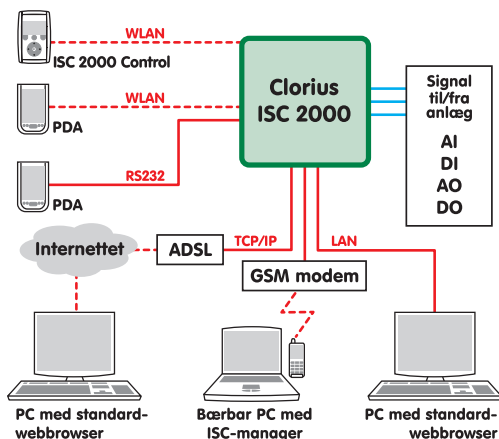 WLAN
ISC 2000 Control
WLAN
PDA
RS232
PDA
Clorius
ISC 2000
Signal
til/fra
anlæg
AI
DI
AO
DO
Internettet
ADSL
TCP/IP
LAN
GSM modem
PC med standard-
webbrowser
Bærbar PC med
ISC-manager
PC med standard-
webbrowser